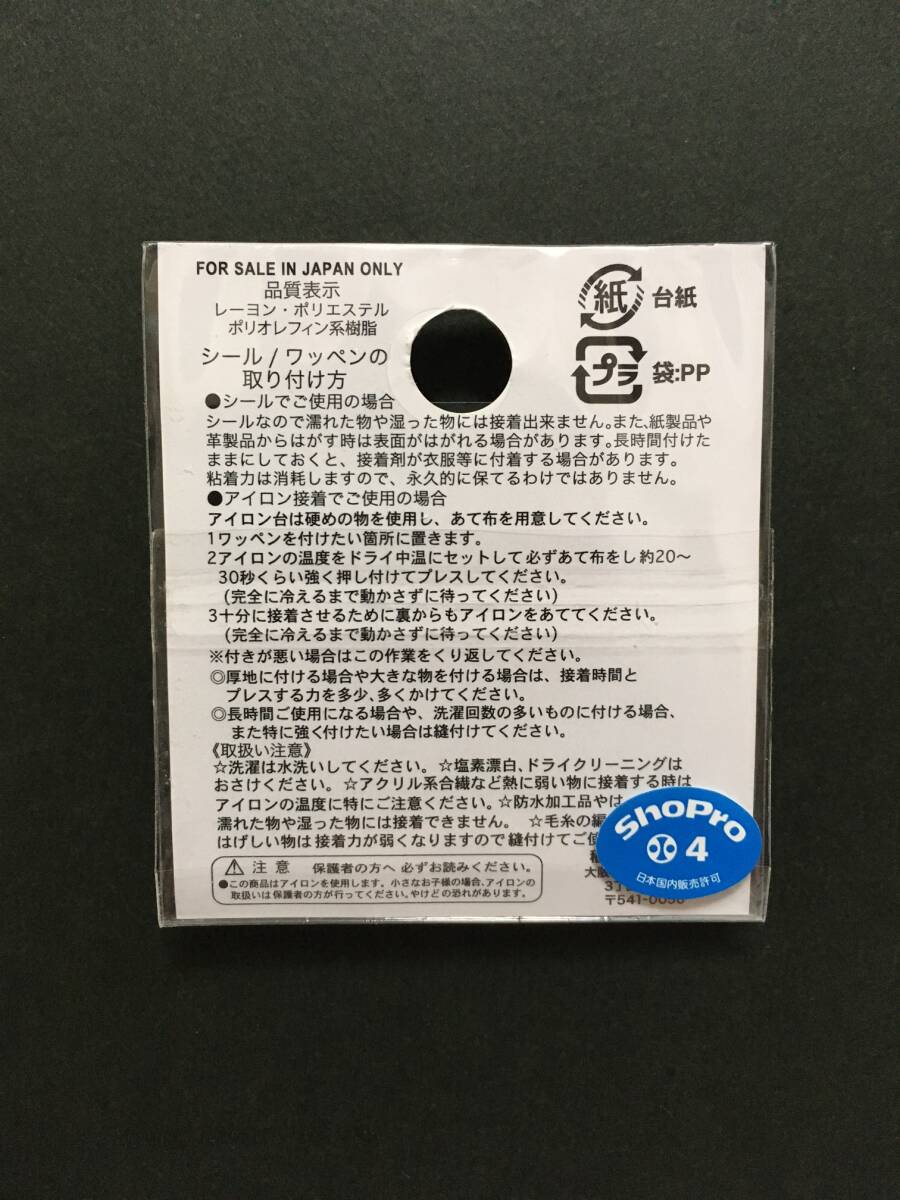 FOR SALE IN JAPAN ONLY
品質表示
レーヨン・ポリエステル
ポリオレフィン系樹脂
紙 台紙
プラ 袋:PP
シール / ワッペンの
取り付け方
●シールでご使用の場合
シールなので濡れた物や湿った物には接着出来ません。また、紙製品や
革製品からはがす時は表面がはがれる場合があります。長時間付けた
ままにしておくと、接着剤が衣服等に付着する場合があります。
粘着力は消耗しますので、永久的に保てるわけではありません。
●アイロン接着でご使用の場合
アイロン台は硬めの物を使用し、あて布を用意してください。
1ワッペンを付けたい箇所に置きます。
2アイロンの温度をドライ中温にセットして必ずあて布をし約20〜
30秒くらい強く押し付けてプレスしてください。
(完全に冷えるまで動かさずに待ってください)
3十分に接着させるために裏からもアイロンをあててください。
(完全に冷えるまで動かさずに待ってください)
※付きが悪い場合はこの作業をくり返してください。
◎厚地に付ける場合や大きな物を付ける場合は、接着時間と
プレスする力を多少、多くかけてください。
◎長時間ご使用になる場合や、洗濯回数の多いものに付ける場合、
また特に強く付けたい場合は縫付けてください。
《取扱い注意》
☆洗濯は水洗いしてください。☆塩素漂白、ドライクリーニングは
おさけください。☆アクリル系合繊など熱に弱い物に接着する時は
アイロンの温度に特にご注意ください。☆防水加工品やは
濡れた物や湿った物には接着できません。 ☆毛糸の編
はげしい物は接着力が弱くなりますので縫付けてご使
⚠ 注意 保護者の方へ 必ずお読みください。
●この商品はアイロンを使用します。小さなお子様の場合、アイロンの
取扱いは保護者の方が行ってください。やけどの恐れがあります。
大阪
3丁
〒541-0056
ShoPro
4
日本国内販売許可